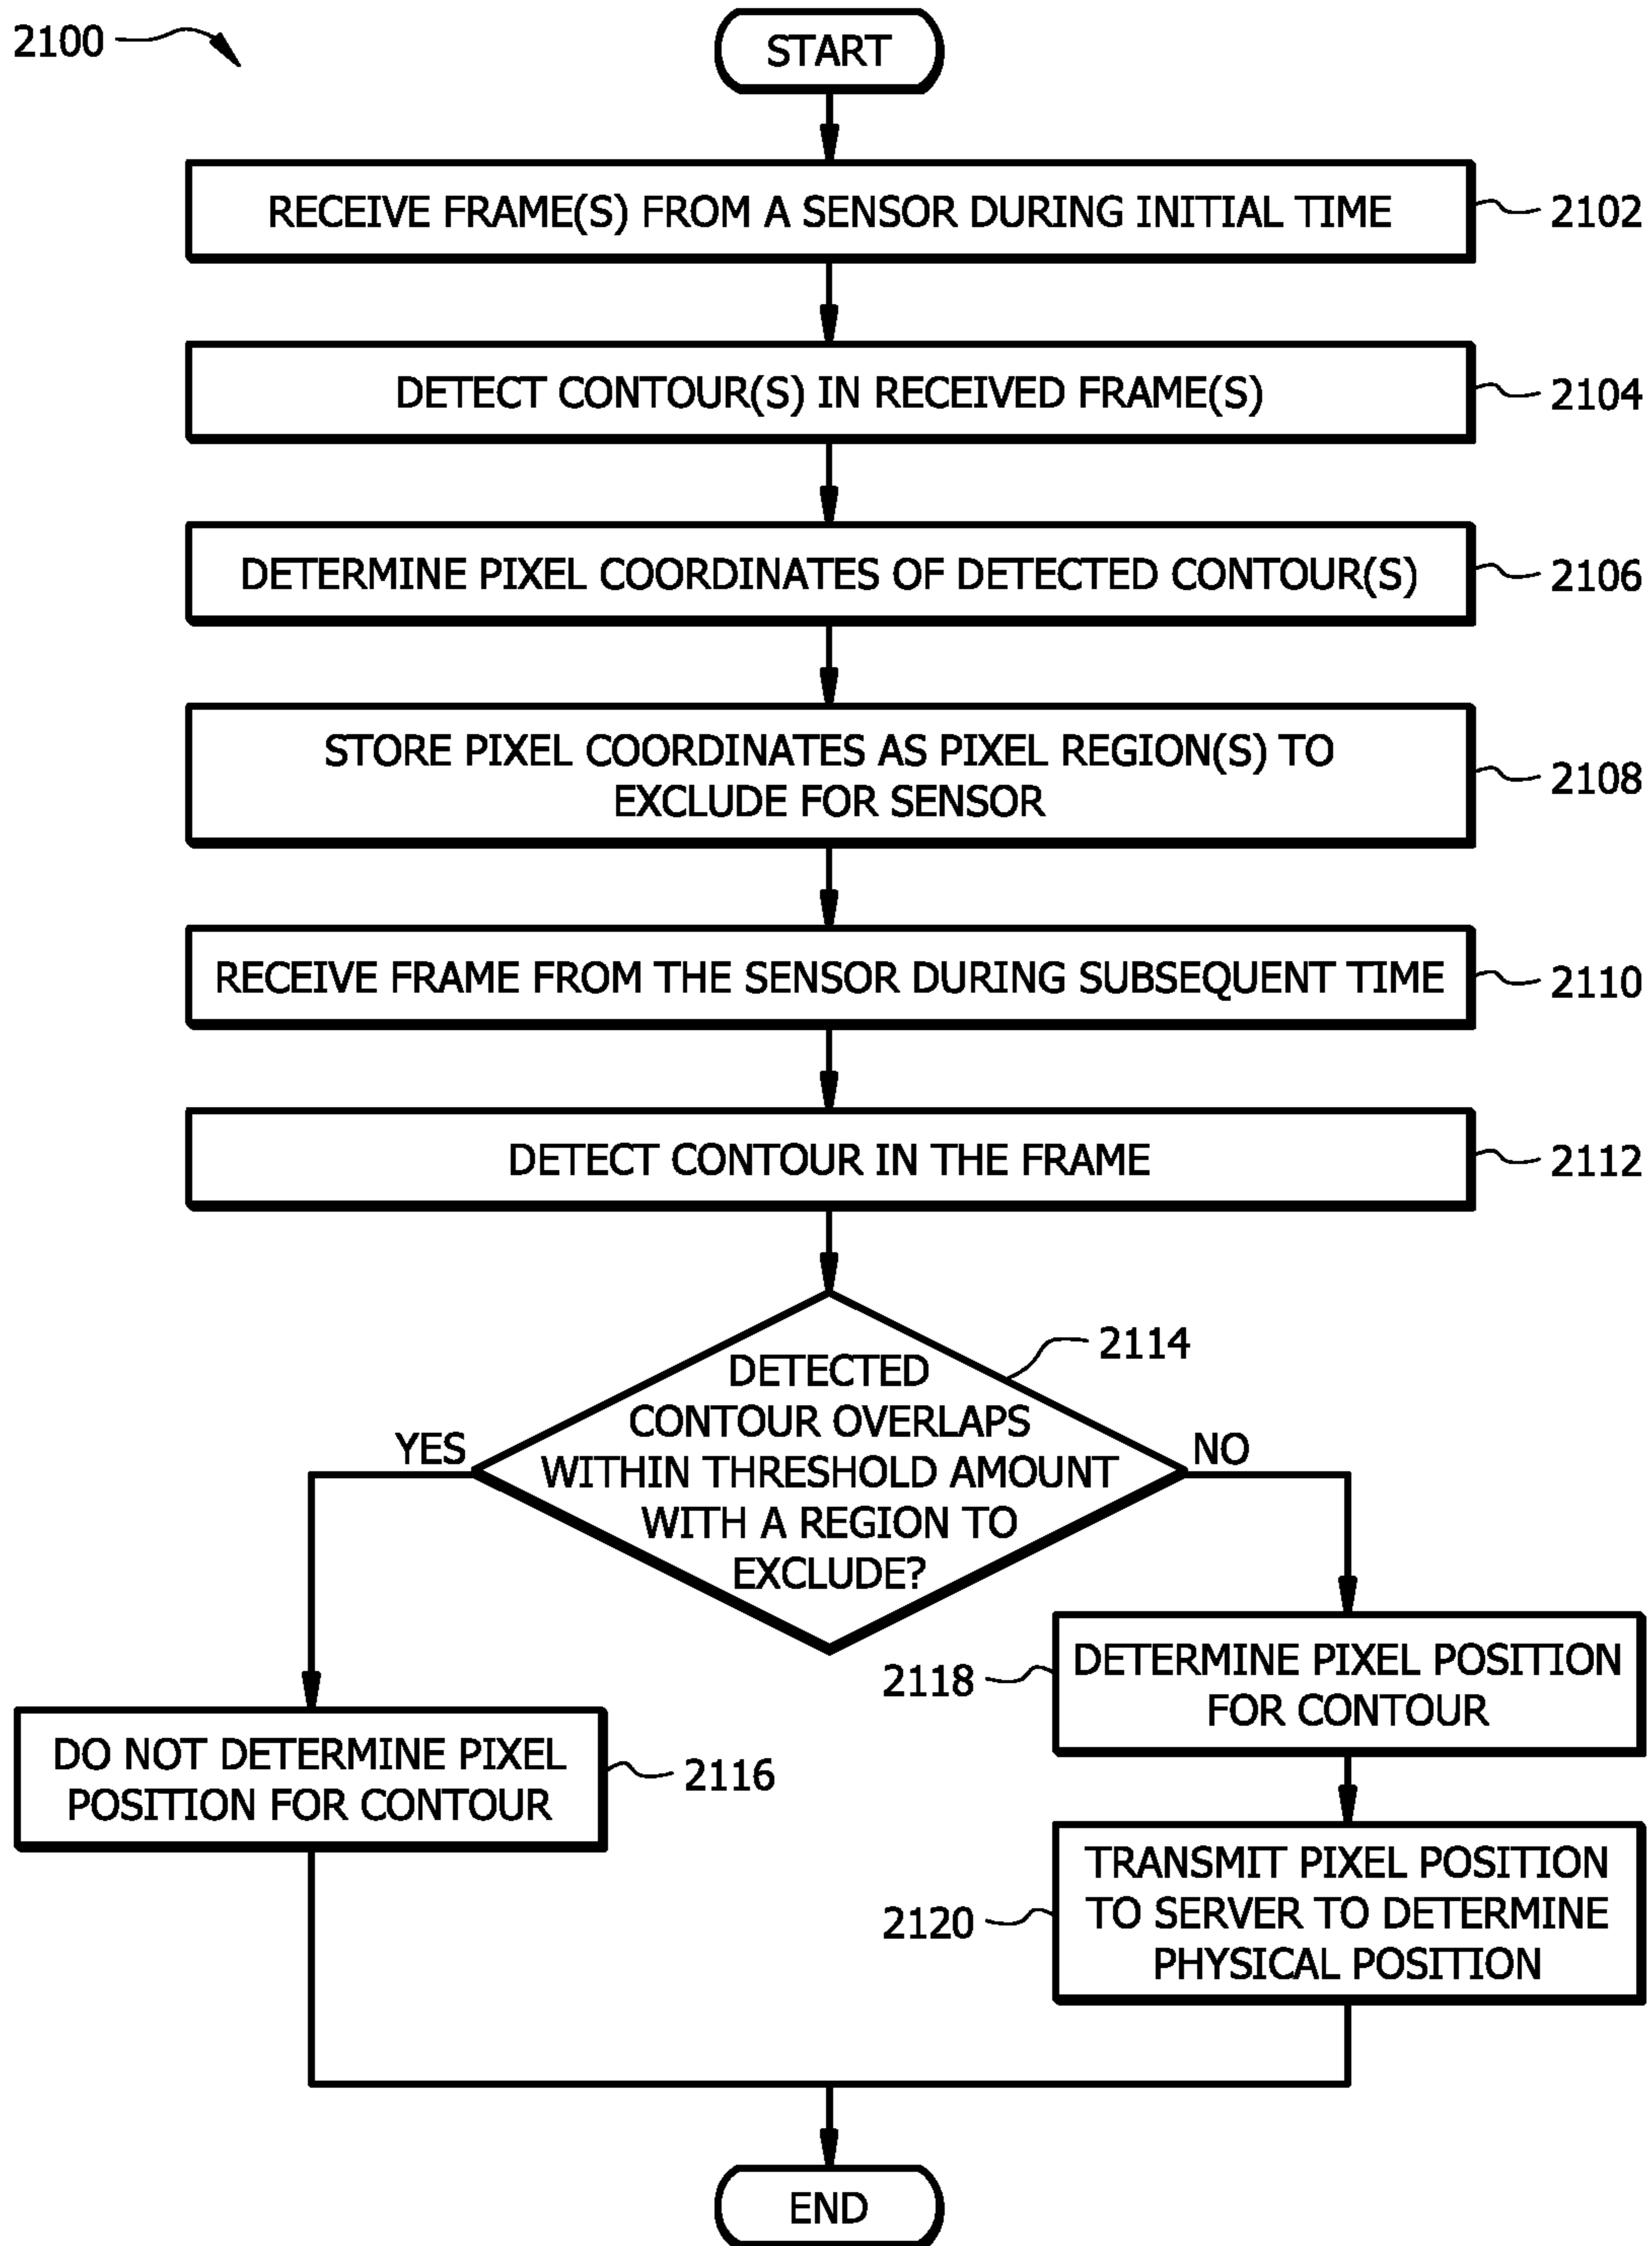 2100
START
RECEIVE FRAME(S) FROM A SENSOR DURING INITIAL TIME
2102
DETECT CONTOUR(S) IN RECEIVED FRAME(S)
2104
DETERMINE PIXEL COORDINATES OF DETECTED CONTOUR(S)
2106
STORE PIXEL COORDINATES AS PIXEL REGION(S) TO
EXCLUDE FOR SENSOR
2108
RECEIVE FRAME FROM THE SENSOR DURING SUBSEQUENT TIME
2110
DETECT CONTOUR IN THE FRAME
2112
DETECTED
CONTOUR OVERLAPS
WITHIN THRESHOLD AMOUNT
WITH A REGION TO
EXCLUDE?
2114
YES
NO
DO NOT DETERMINE PIXEL
POSITION FOR CONTOUR
2116
DETERMINE PIXEL POSITION
FOR CONTOUR
2118
TRANSMIT PIXEL POSITION
TO SERVER TO DETERMINE
PHYSICAL POSITION
2120
END